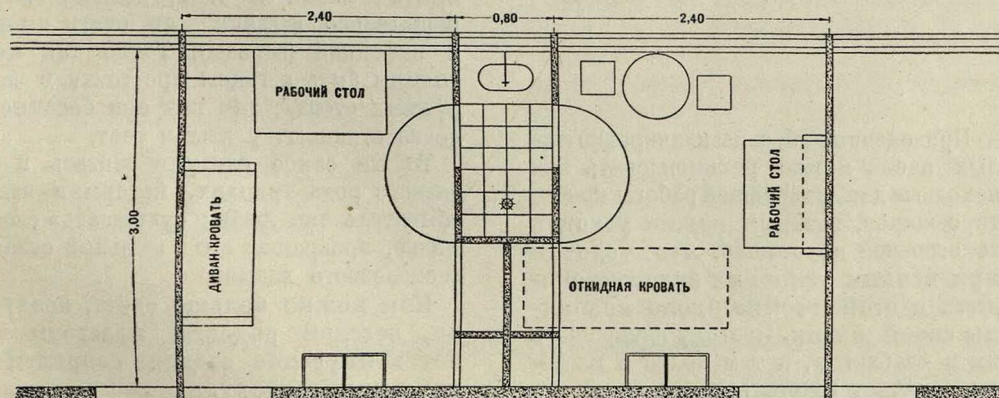 2,40 0,80 2,40
РАБОЧИЙ СТОЛ
3.00
ДИВАН-КРОВАТЬ
РАБОЧИЙ СТОЛ
ОТКИДНАЯ КРОВАТЬ